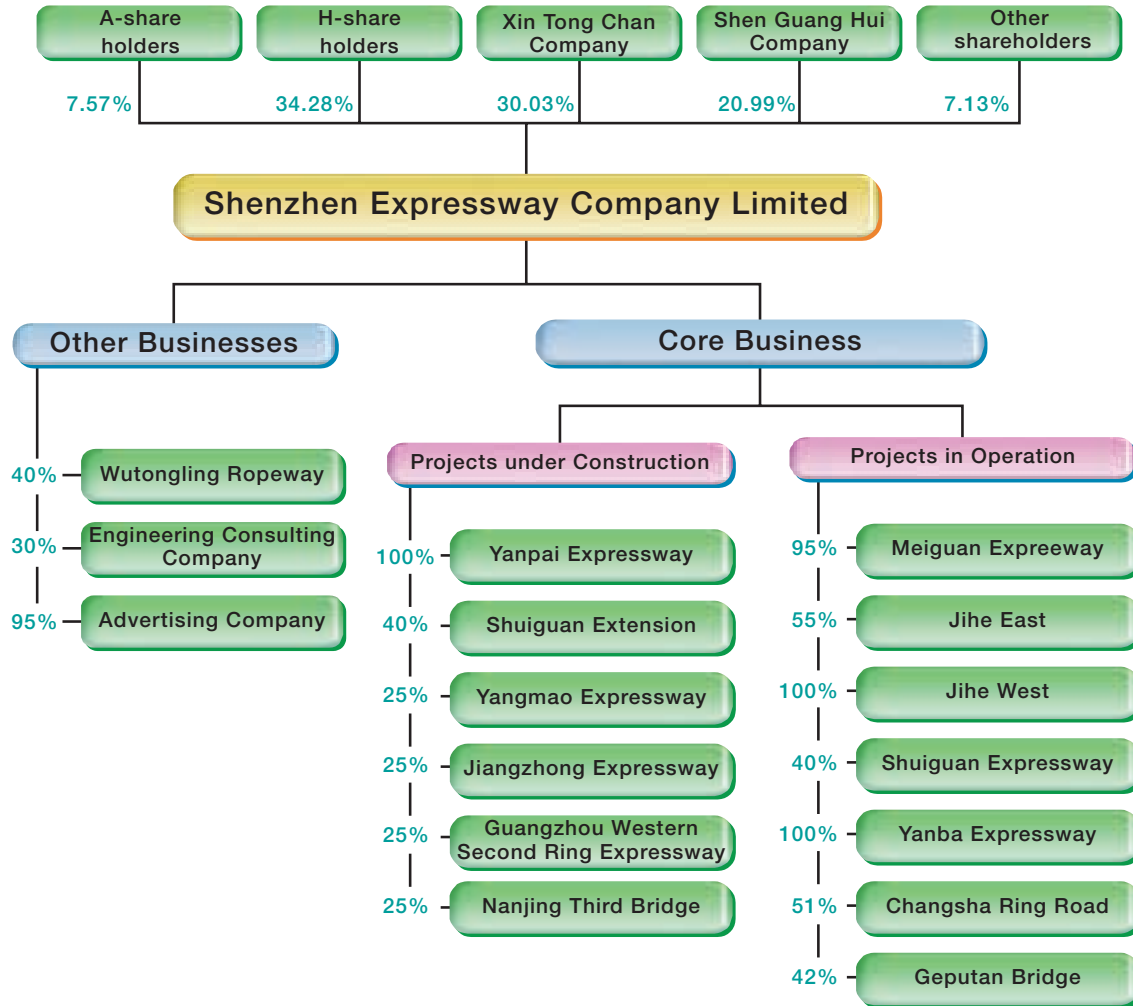 A-share
holders
H-share
holders
Xin Tong Chan
Company
Shen Guang Hui
Company
Other
shareholders
7.57%
34.28%
30.03%
20.99%
7.13%
Shenzhen Expressway Company Limited
Other Businesses
Core Business
40%
Wutongling Ropeway
30%
Engineering Consulting
Company
95%
Advertising Company
Projects under Construction
100%
Yanpai Expressway
40%
Shuiguan Extension
25%
Yangmao Expressway
25%
Jiangzhong Expressway
25%
Guangzhou Western
Second Ring Expressway
25%
Nanjing Third Bridge
Projects in Operation
95%
Meiguan Expreeway
55%
Jihe East
100%
Jihe West
40%
Shuiguan Expressway
100%
Yanba Expressway
51%
Changsha Ring Road
42%
Geputan Bridge